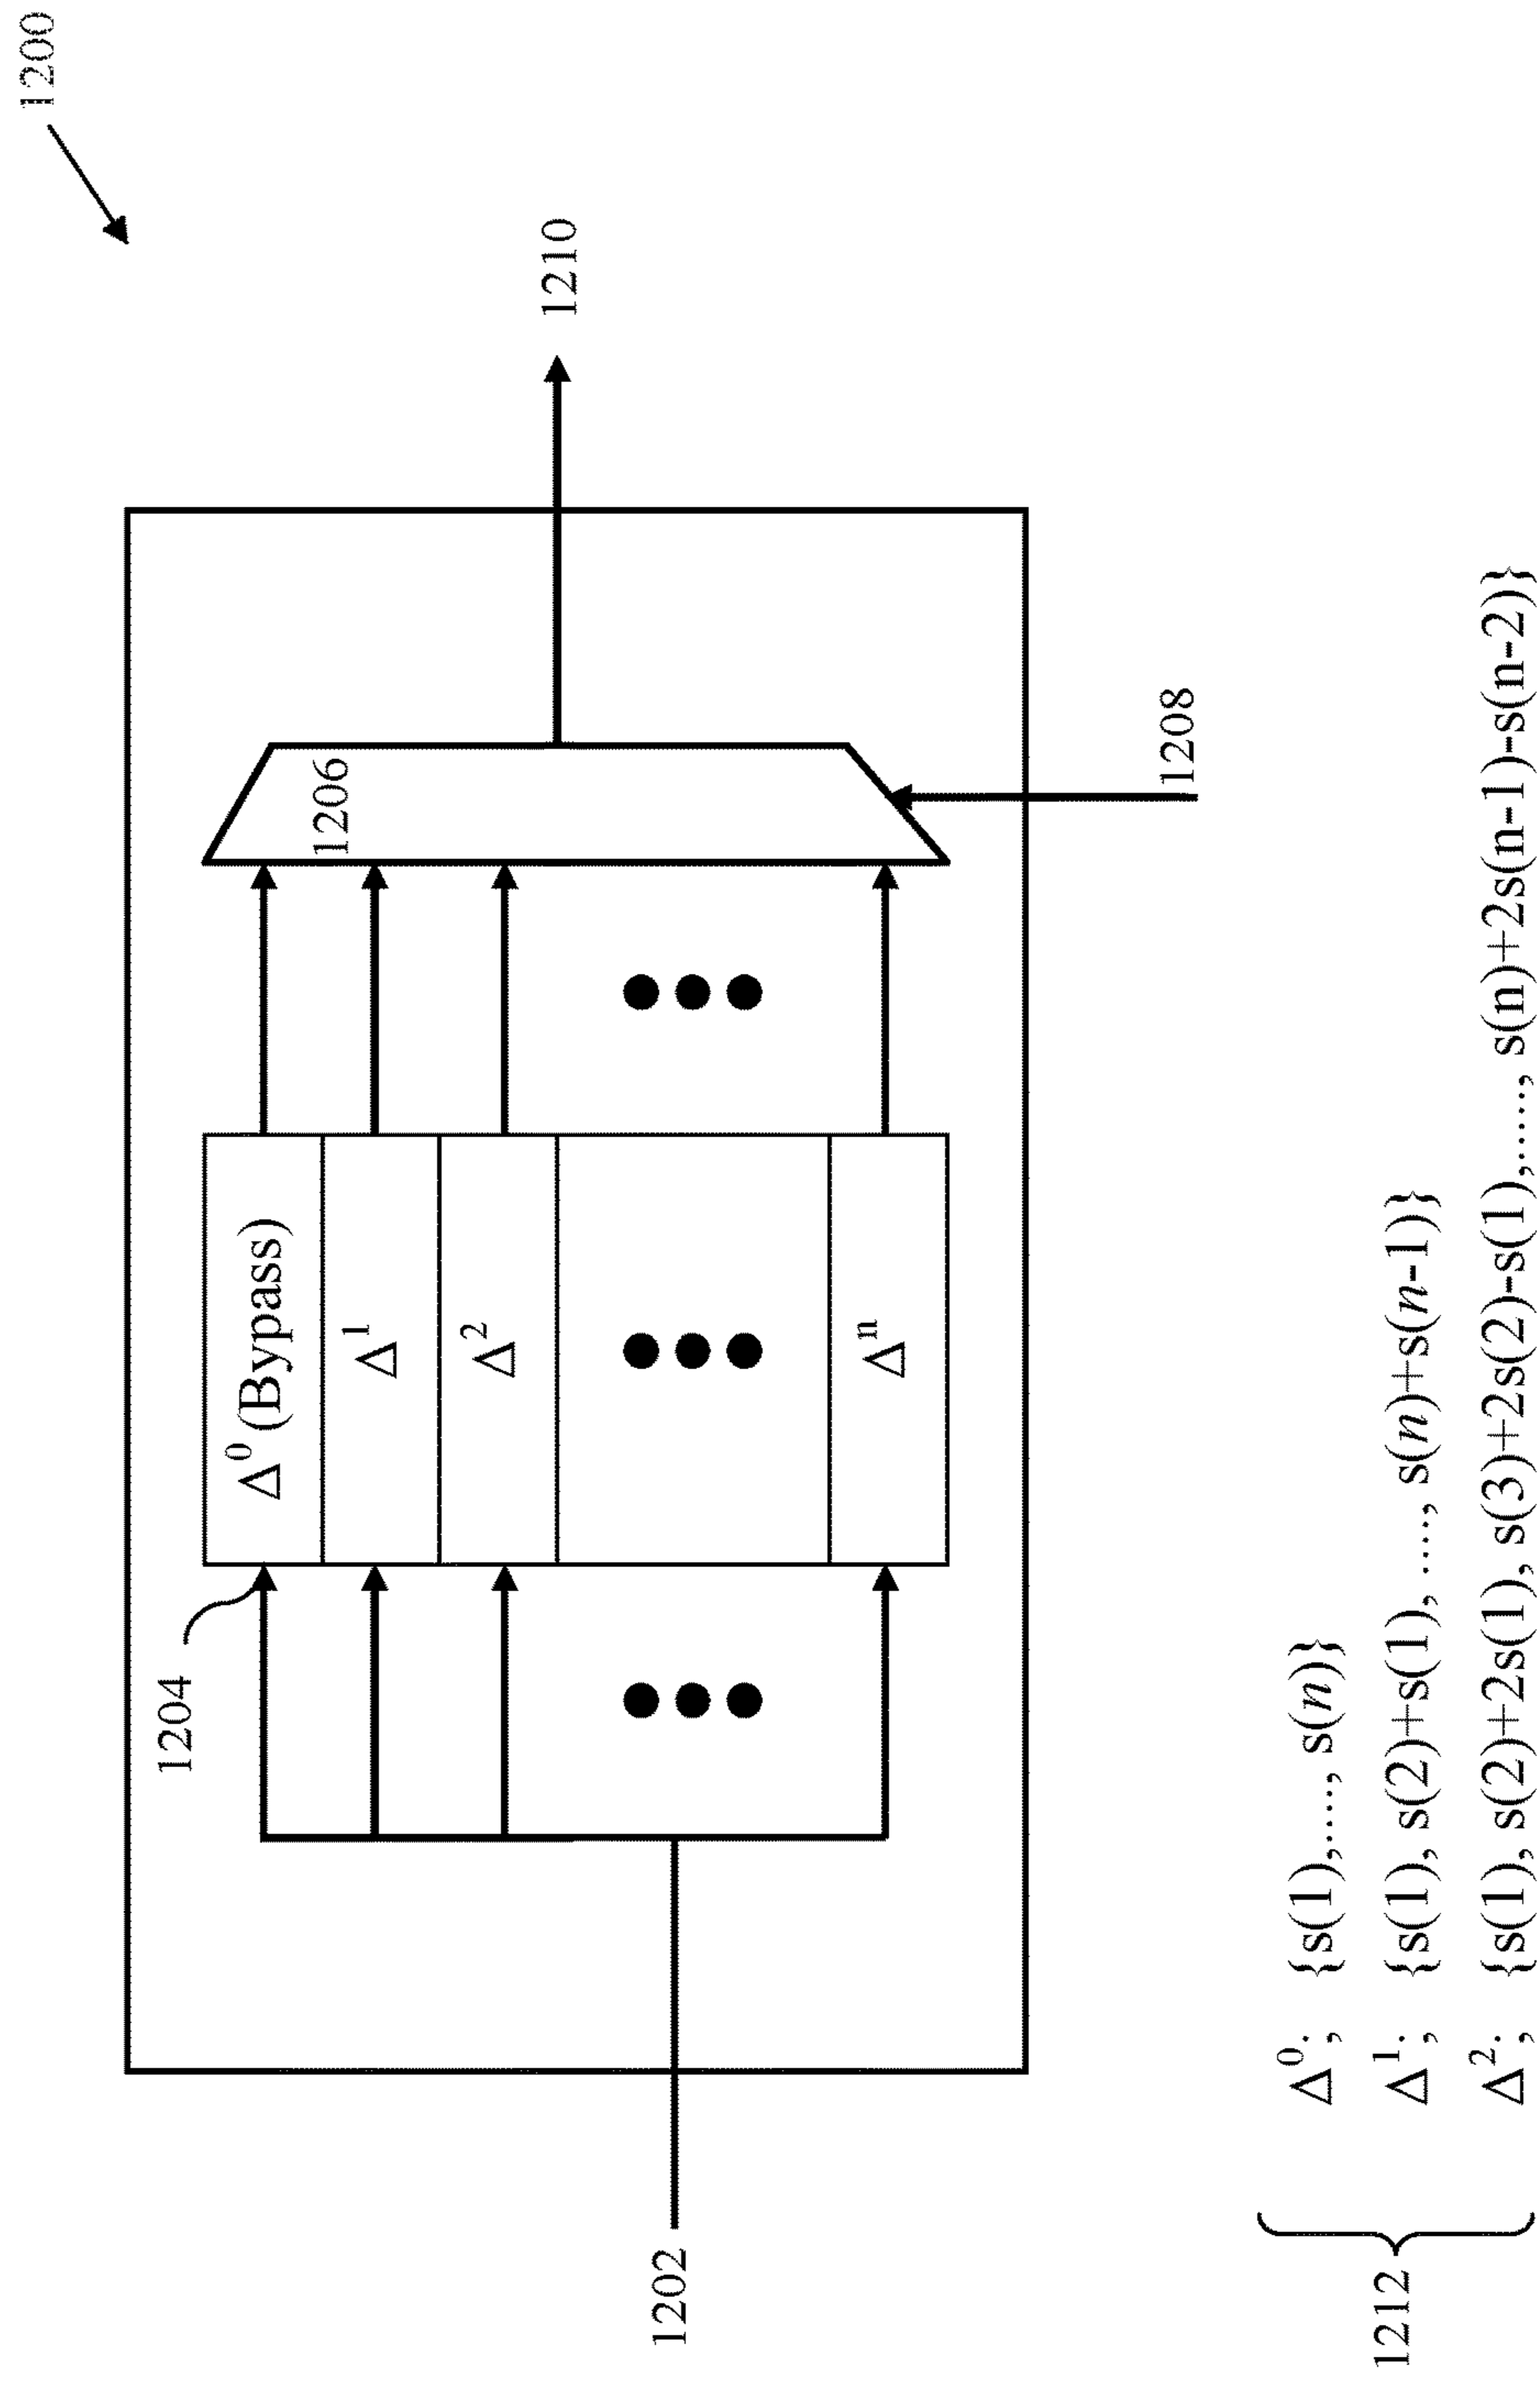 1200
1204
Δ⁰ (Bypass)
1206
Δ¹
Δ²
Δⁿ
1202
1210
1208
1212
Δ⁰; {s(1),...., s(n)}
Δ¹; {s(1), s(2)+s(1), ...., s(n)+s(n-1)}
Δ²; {s(1), s(2)+2s(1), s(3)+2s(2)-s(1),......, s(n)+2s(n-1)-s(n-2)}